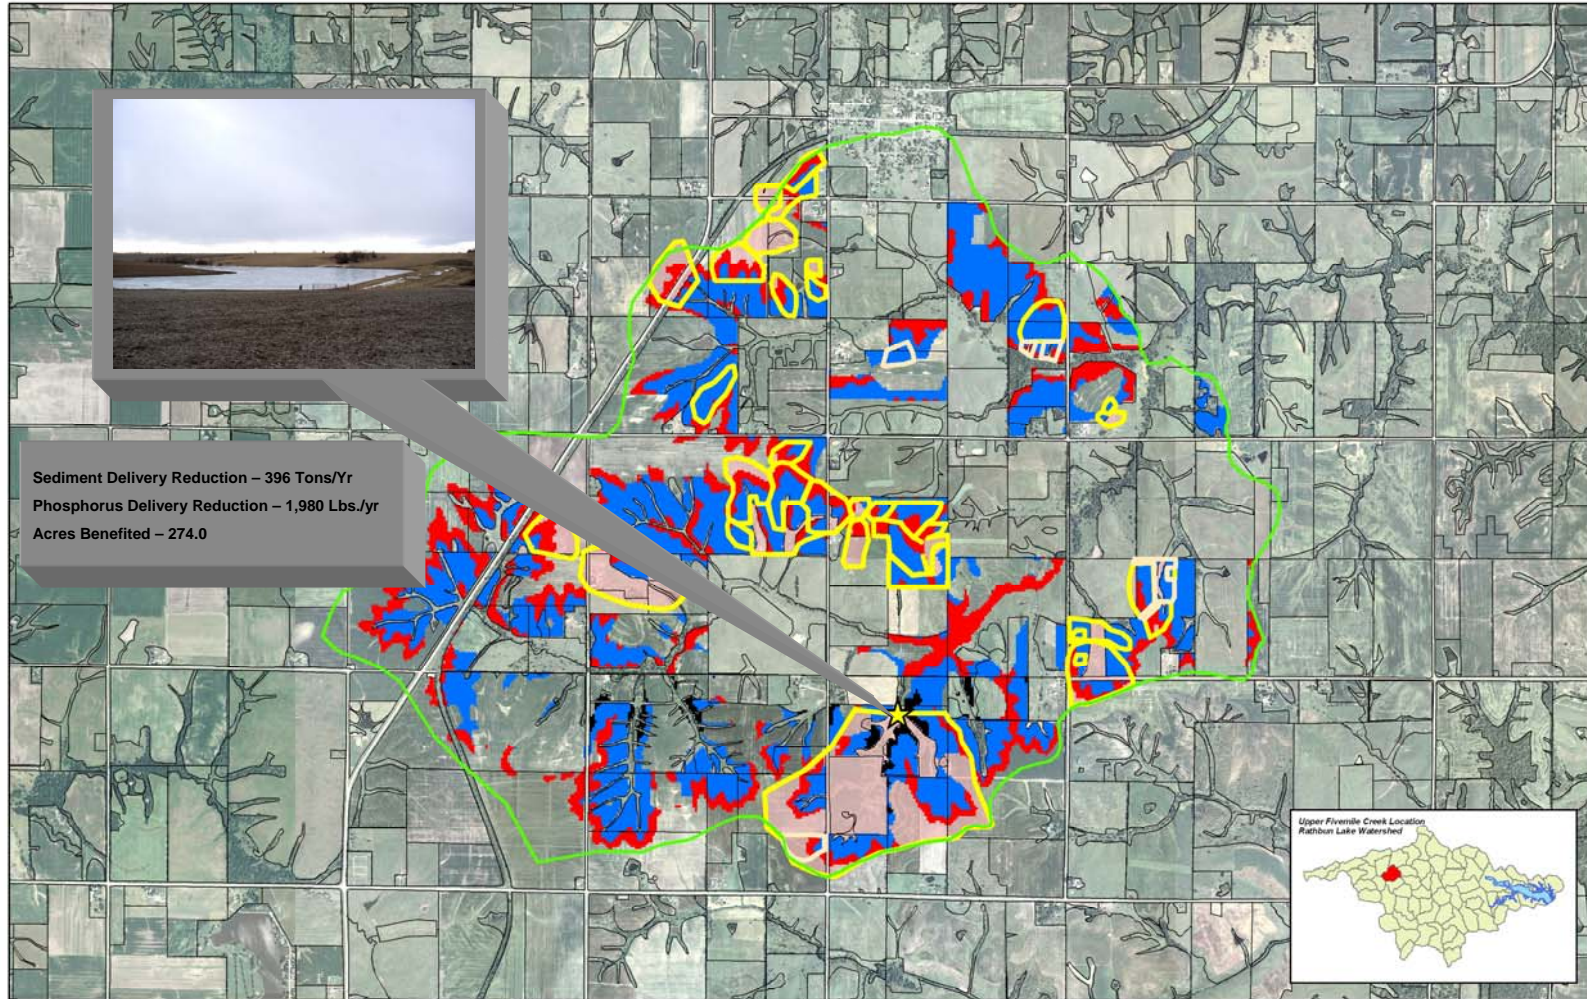 Sediment Delivery Reduction – 396 Tons/Yr
Phosphorus Delivery Reduction – 1,980 Lbs./yr
Acres Benefited – 274.0
Upper Fivemile Creek Location
Rathbun Lake Watershed